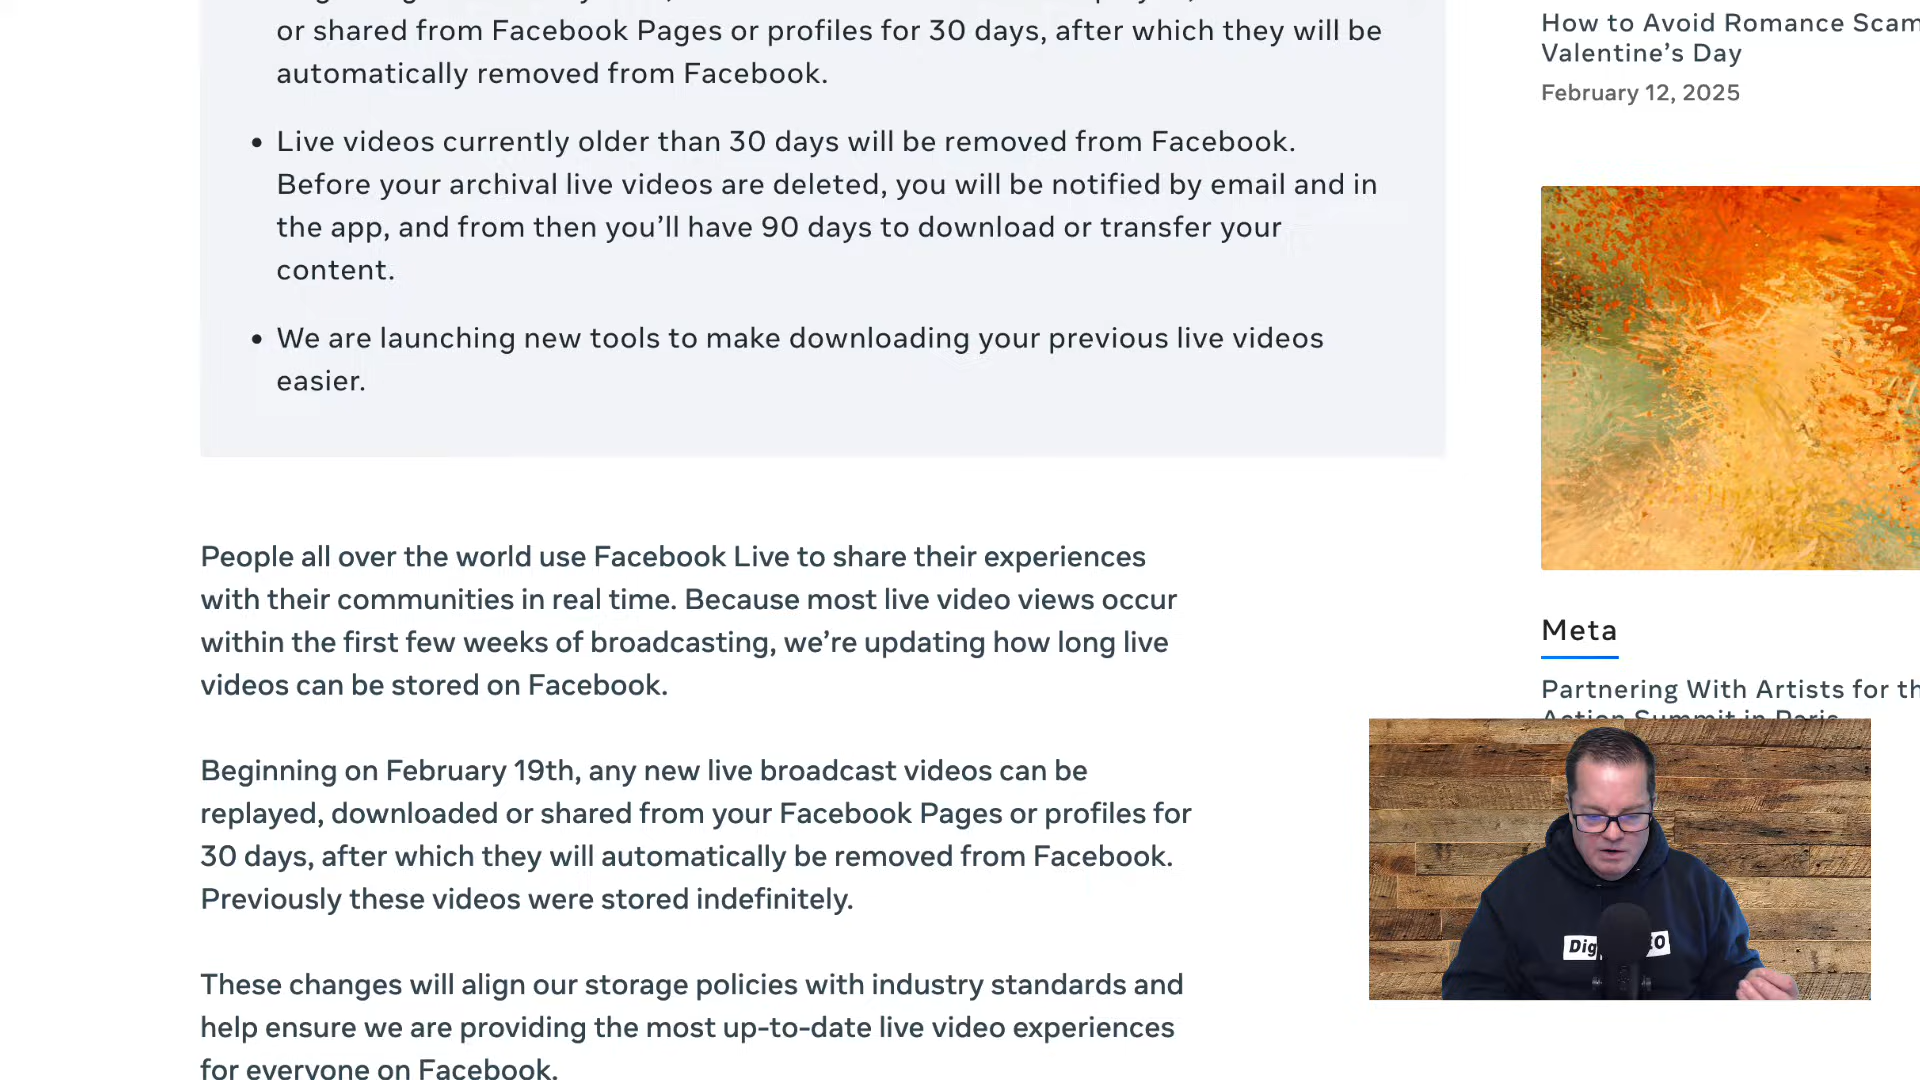 or shared from Facebook Pages or profiles for 30 days, after which they will be
automatically removed from Facebook.
• Live videos currently older than 30 days will be removed from Facebook.
Before your archival live videos are deleted, you will be notified by email and in
the app, and from then you’ll have 90 days to download or transfer your
content.
• We are launching new tools to make downloading your previous live videos
easier.
People all over the world use Facebook Live to share their experiences
with their communities in real time. Because most live video views occur
within the first few weeks of broadcasting, we’re updating how long live
videos can be stored on Facebook.
Beginning on February 19th, any new live broadcast videos can be
replayed, downloaded or shared from your Facebook Pages or profiles for
30 days, after which they will automatically be removed from Facebook.
Previously these videos were stored indefinitely.
These changes will align our storage policies with industry standards and
help ensure we are providing the most up-to-date live video experiences
for everyone on Facebook.
How to Avoid Romance Scam
Valentine’s Day
February 12, 2025
Meta
Partnering With Artists for th
Action Summit in Paris